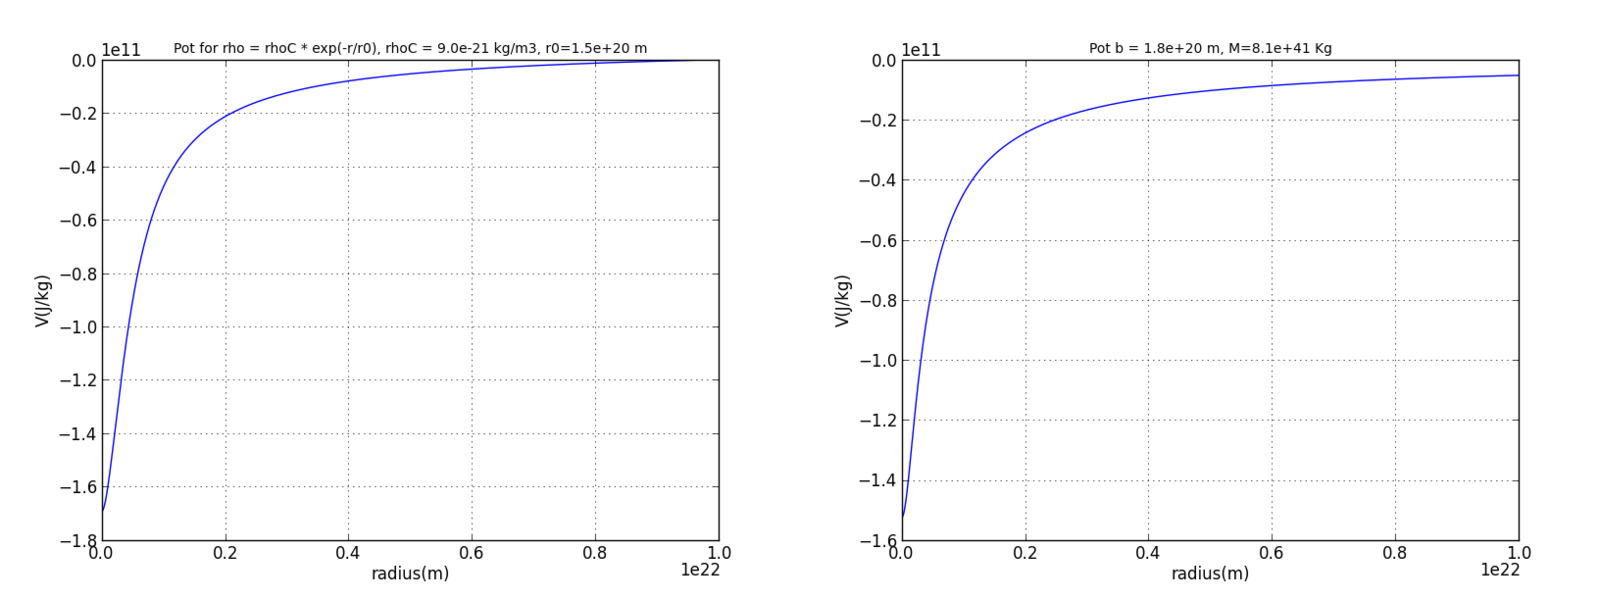 1e11
Pot for rho = rhoC * exp(-r/r0), rhoC = 9.0e-21 kg/m3, r0=1.5e+20 m
0.0
−0.2
−0.4
−0.6
−0.8
−1.0
−1.2
−1.4
−1.6
−1.8
V(J/kg)
0.0 0.2 0.4 0.6 0.8 1.0
1e22
radius(m)
1e11
Pot b = 1.8e+20 m, M=8.1e+41 Kg
0.0
−0.2
−0.4
−0.6
−0.8
−1.0
−1.2
−1.4
−1.6
V(J/kg)
0.0 0.2 0.4 0.6 0.8 1.0
1e22
radius(m)